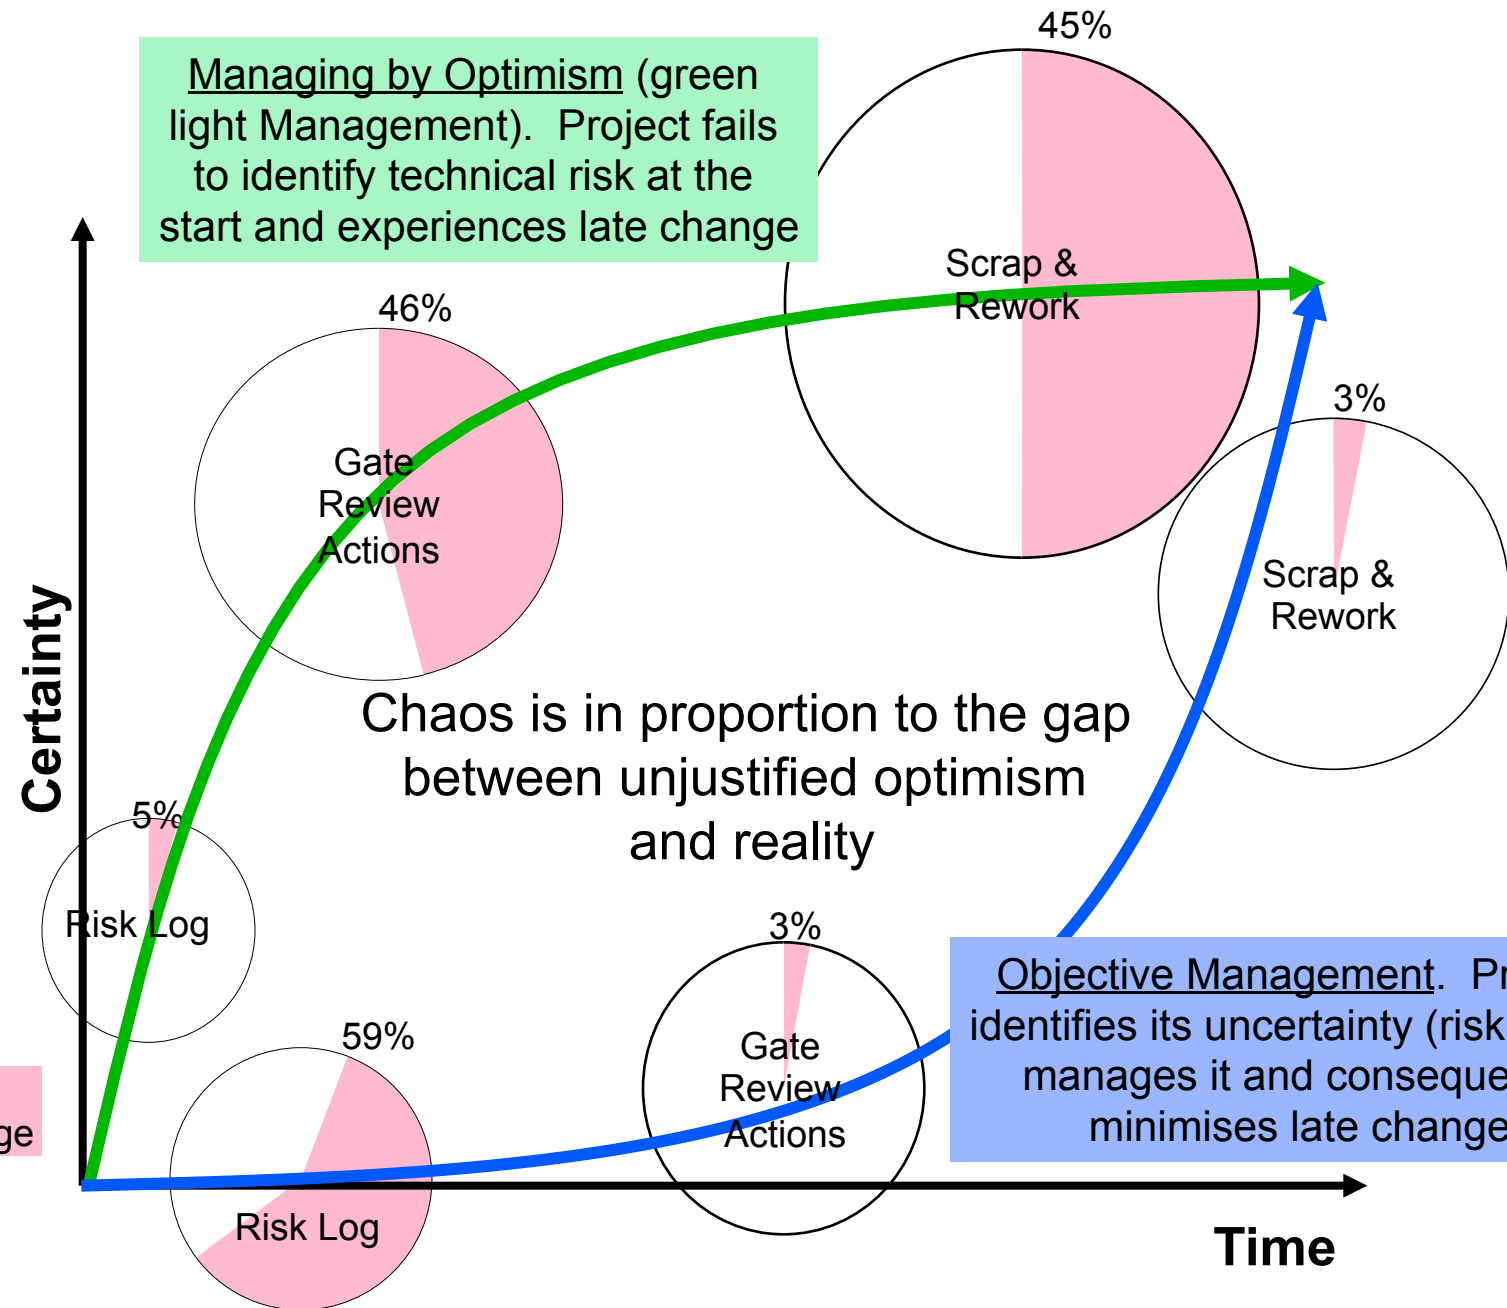 45%
Managing by Optimism (green
light Management). Project fails
to identify technical risk at the
start and experiences late change
Scrap &
Rework
46%
Gate
Review
Actions
3%
Scrap &
Rework
Certainty
Chaos is in proportion to the gap
between unjustified optimism
and reality
5%
Risk Log
3%
Gate
Review
Actions
Objective Management.
identifies its uncertainty (risk
manages it and
minimises late change
59%
Risk Log
Time